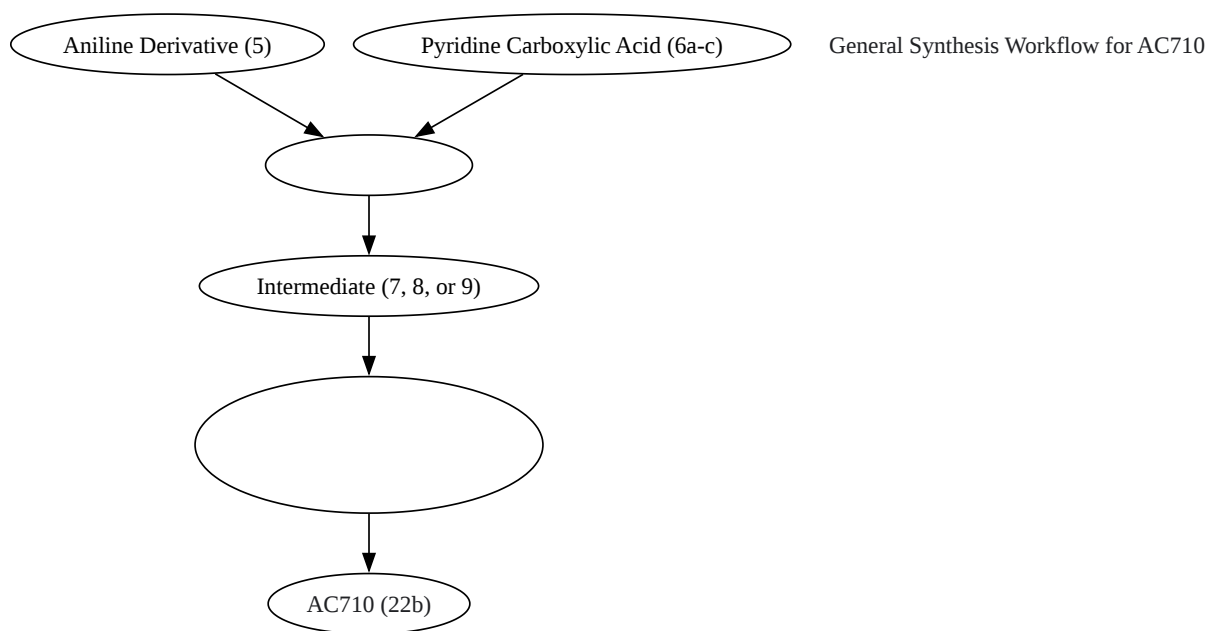 Aniline Derivative (5)
Pyridine Carboxylic Acid (6a-c)
General Synthesis Workflow for AC710
Intermediate (7, 8, or 9)
AC710 (22b)